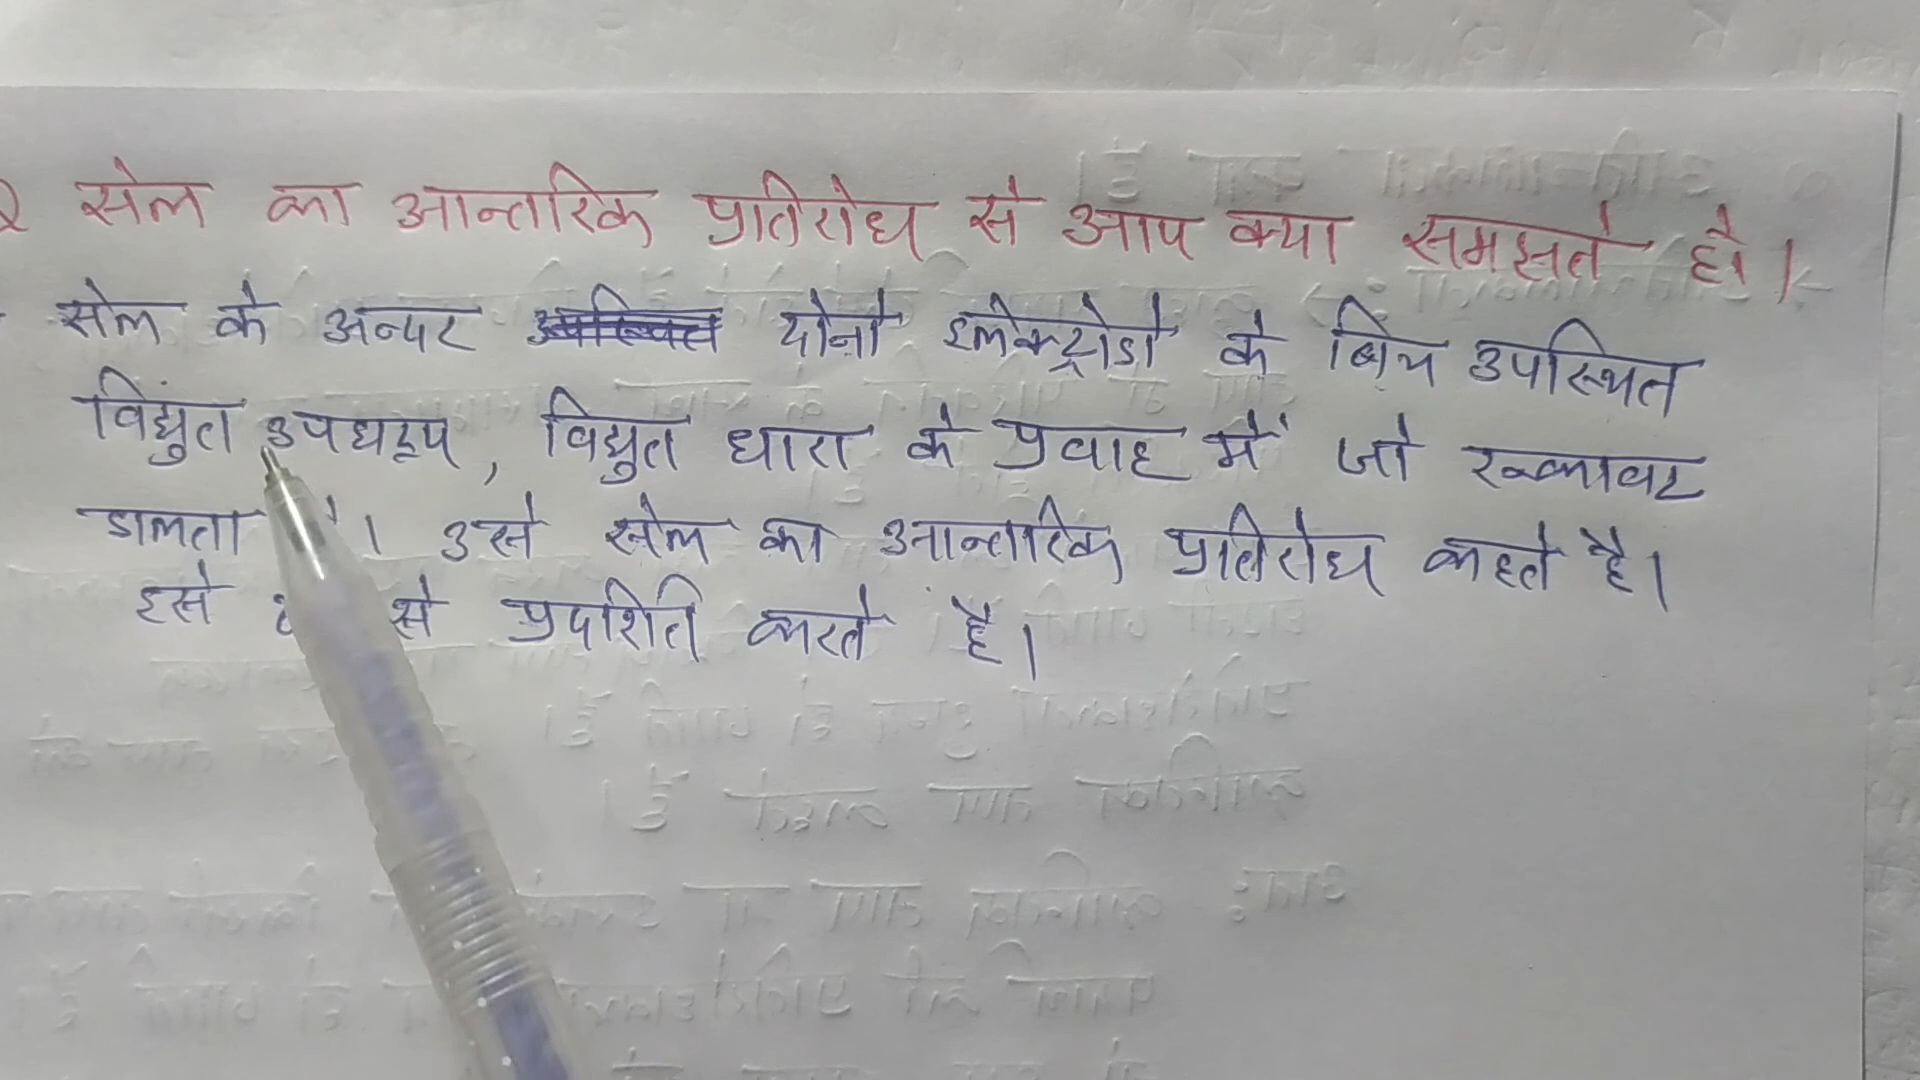 सेल का आन्तरिक प्रतिरोध से आप क्या समझते हो।
सेल के अन्दर दोनों इलेक्ट्रोडो के बिच उपस्थित
विद्युत उपघट्य, विद्युत धारा के प्रवाह में जो रूकावट
डालता है। उसे सेल का आन्तरिक प्रतिरोध कहते है।
इसे से प्रदर्शित करते है।